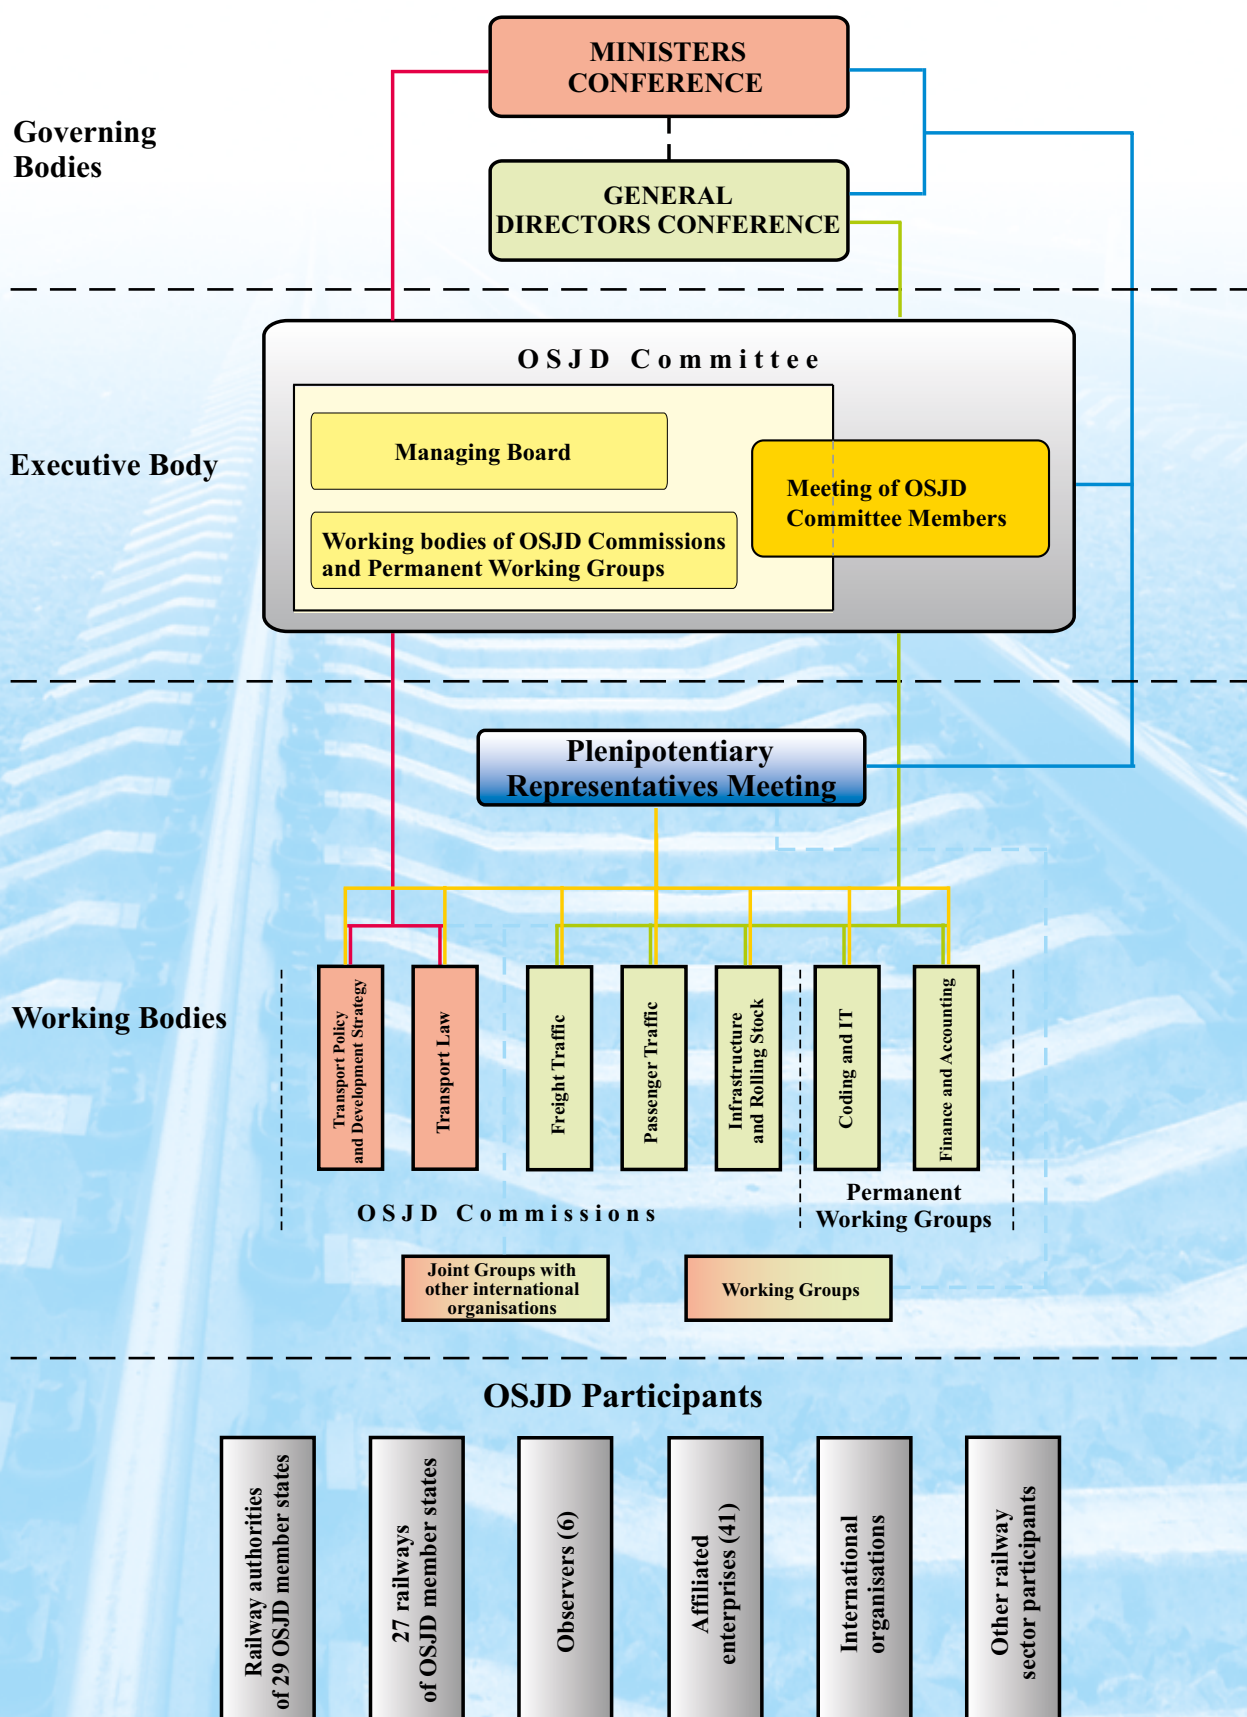 MINISTERS
CONFERENCE
Governing
Bodies
GENERAL
DIRECTORS CONFERENCE
OSJD Committee
Managing Board
Executive Body
Meeting of OSJD
Committee Members
Working bodies of OSJD Commissions
and Permanent Working Groups
Plenipotentiary
Representatives Meeting
Working Bodies
Transport Policy
and Development Strategy
Transport Law
Freight Traffic
Passenger Traffic
Infrastructure
and Rolling Stock
Coding and IT
Finance and Accounting
OSJD Commissions
Permanent
Working Groups
Joint Groups with
other international
organisations
Working Groups
OSJD Participants
Railway authorities
of 29 OSJD member states
27 railways
of OSJD member states
Observers (6)
Affiliated
enterprises (41)
International
organisations
Other railway
sector participants